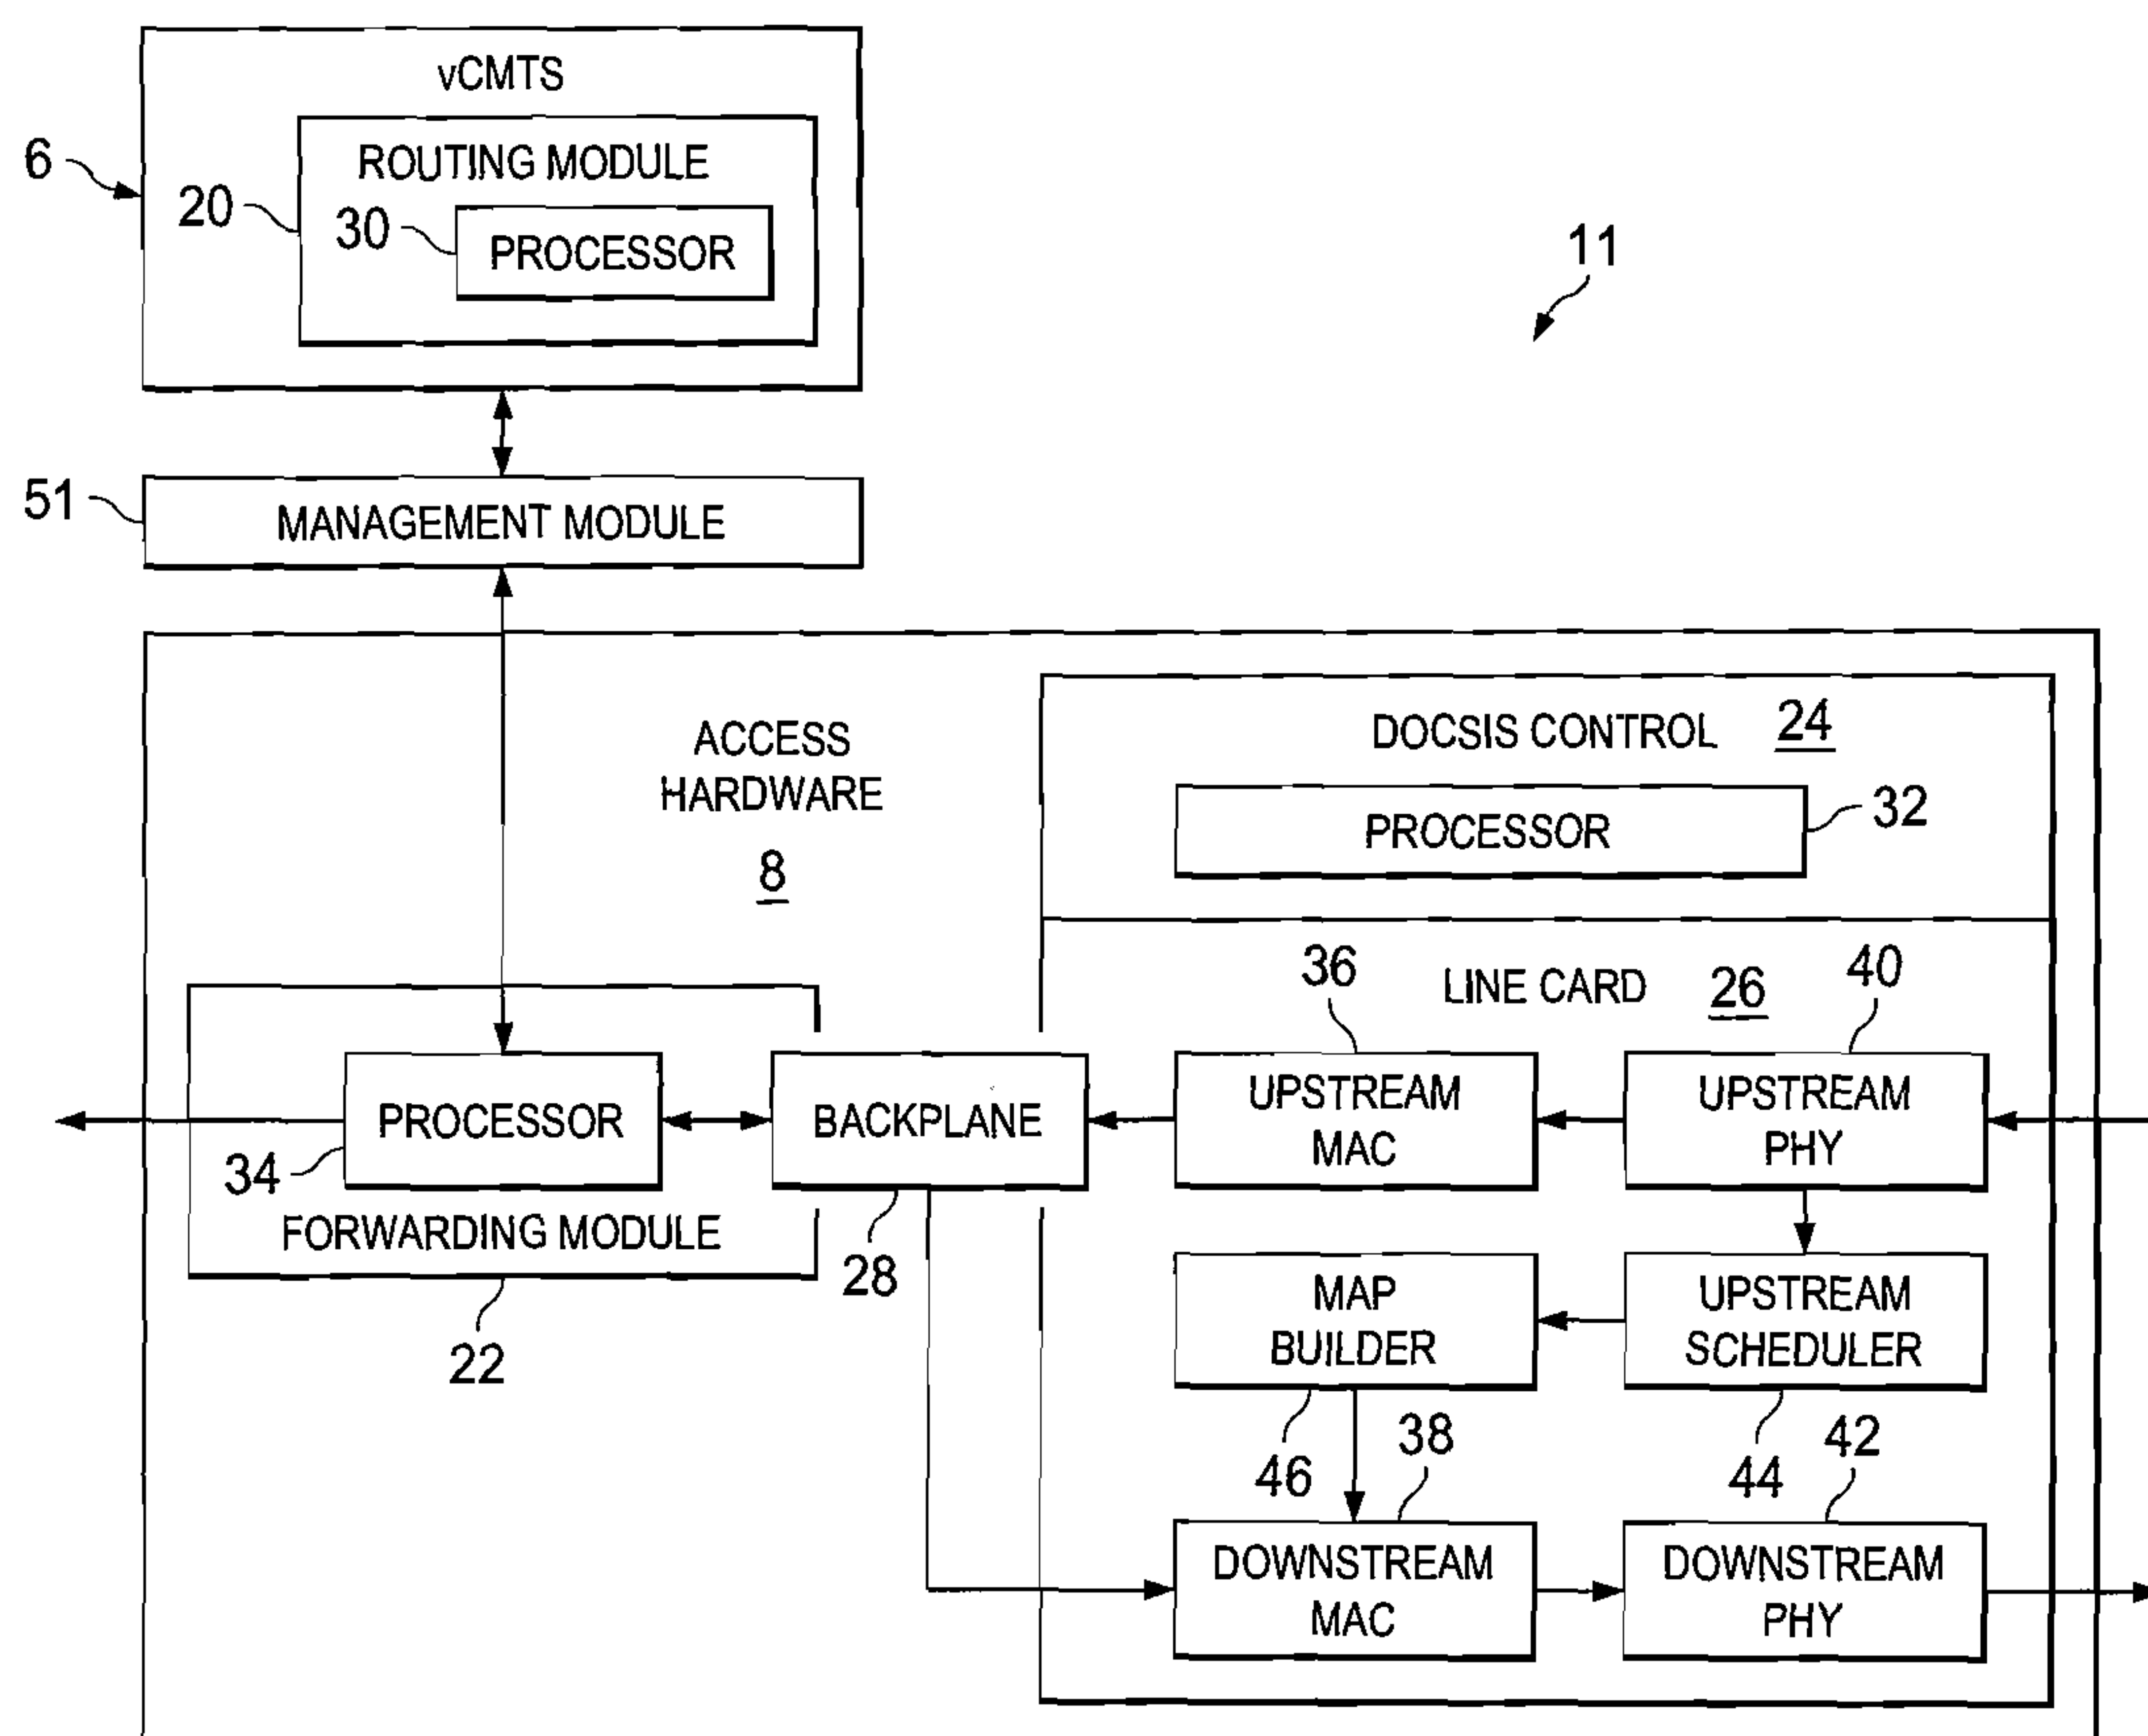 vCMTS
6
ROUTING MODULE
20
30
PROCESSOR
11
51
MANAGEMENT MODULE
ACCESS
HARDWARE
8
DOCSIS CONTROL 24
PROCESSOR
32
36
LINE CARD 26
40
PROCESSOR
34
BACKPLANE
UPSTREAM
MAC
UPSTREAM
PHY
FORWARDING MODULE
22
28
MAP
BUILDER
UPSTREAM
SCHEDULER
46
38
44
42
DOWNSTREAM
MAC
DOWNSTREAM
PHY